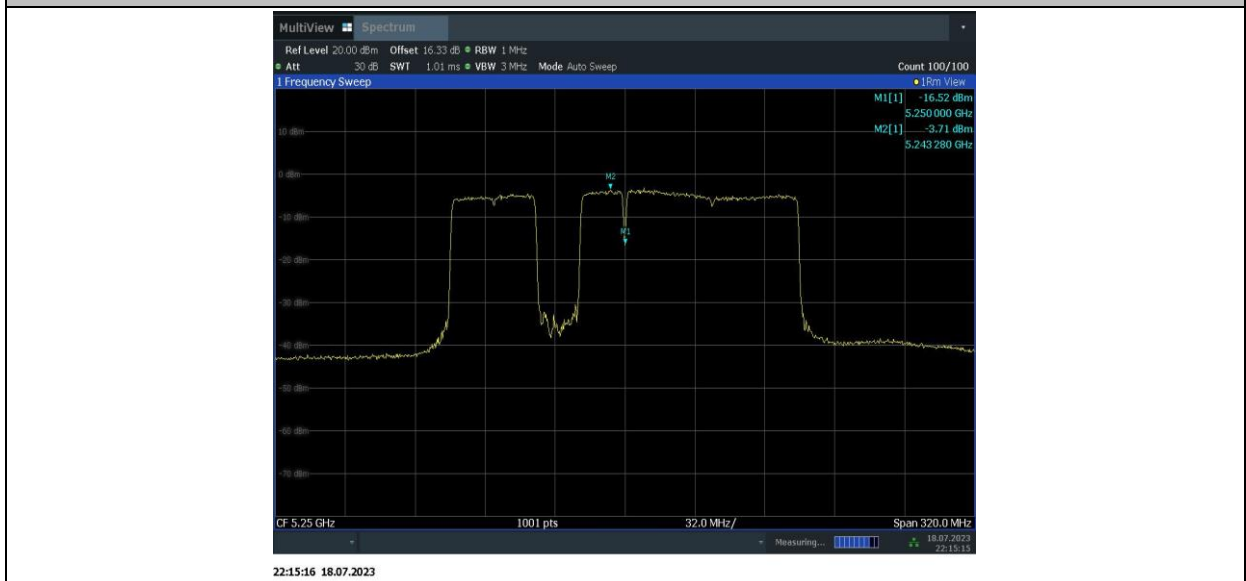 MultiView Spectrum
Ref Level 20.00 dBm Offset 16.33 dB RBW 1 MHz
Att 30 dB SWT 1.01 ms VBW 3 MHz Mode Auto Sweep Count 100/100
1 Frequency Sweep 1Rm View
M1[1] -16.52 dBm
5.250 000 GHz
M2[1] -3.71 dBm
5.243 280 GHz
10 dBm
0 dBm
M2
-10 dBm
M1
-20 dBm
-30 dBm
-40 dBm
-50 dBm
-60 dBm
-70 dBm
CF 5.25 GHz 1001 pts 32.0 MHz/ Span 320.0 MHz
Measuring... 18.07.2023
22:15:15
22:15:16 18.07.2023